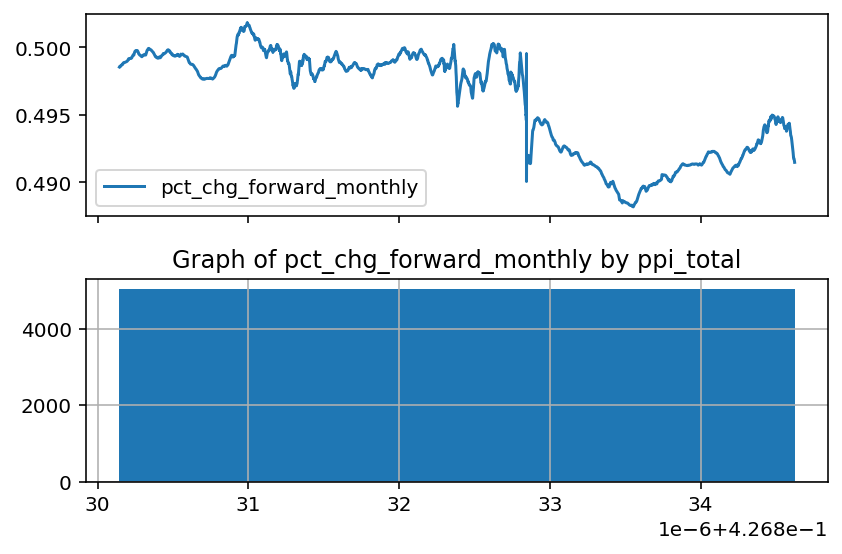 0.500
0.495
0.490
pct_chg_forward_monthly
Graph of pct_chg_forward_monthly by ppi_total
4000
2000
0
30 31 32 33 34
1e-6+4.268e-1